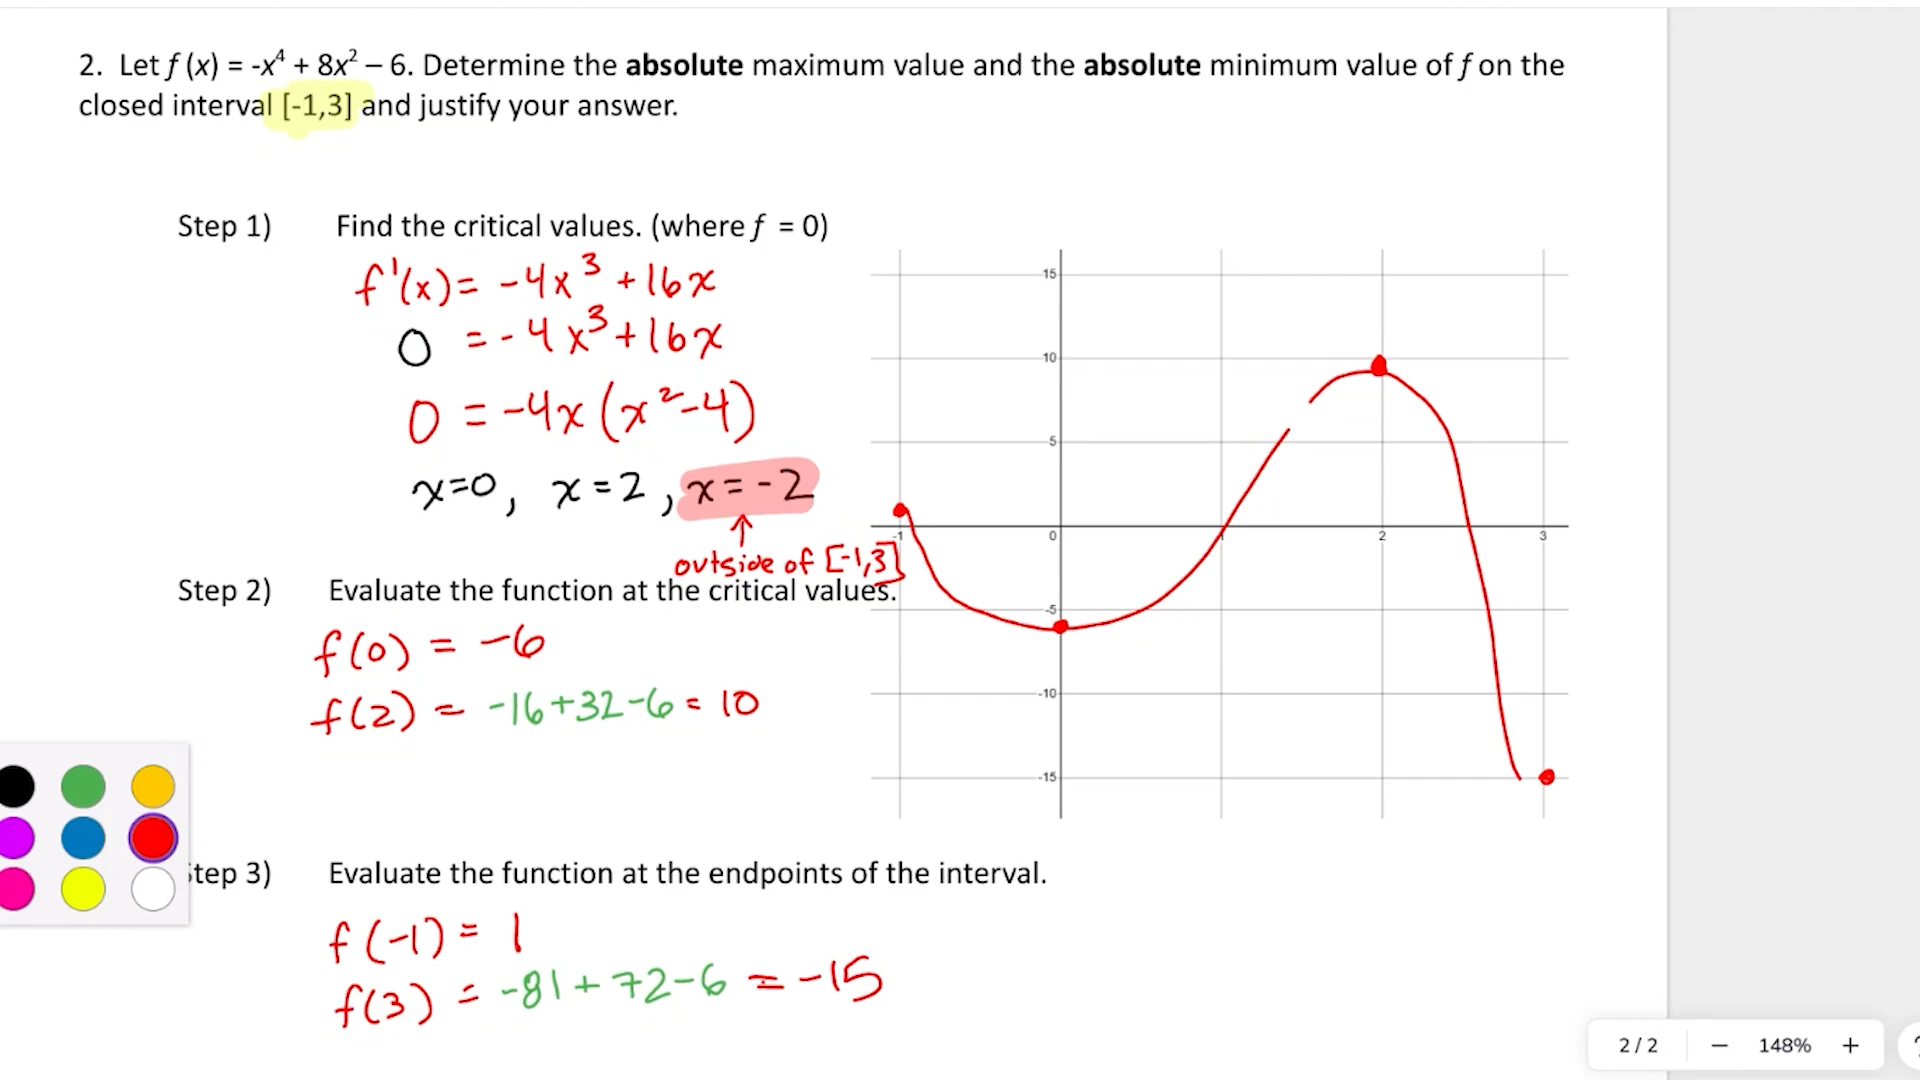 2. Let f (x) = -x⁴ + 8x² – 6. Determine the absolute maximum value and the absolute minimum value of f on the
closed interval [-1,3] and justify your answer.
Step 1) Find the critical values. (where f = 0)
f'(x) = -4x³ + 16x
0 = -4x³ + 16x
0 = -4x (x²-4)
x=0, x=2, x=-2
outside of [-1,3]
Step 2) Evaluate the function at the critical values.
f(0) = -6
f(2) = -16+32-6 = 10
15
10
5
-1 0 2 3
-5
-10
-15
tep 3) Evaluate the function at the endpoints of the interval.
f(-1) = 1
f(3) = -81+72-6 = -15
2 / 2 — 148% +